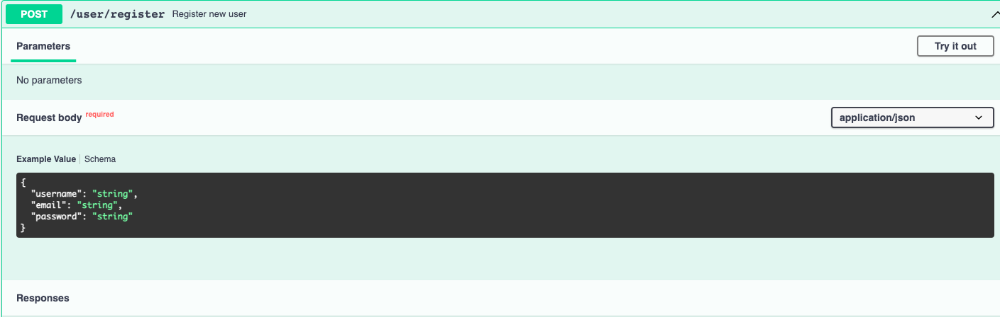 POST /user/register Register new user
Parameters Try it out
No parameters
Request body required application/json
Example Value Schema
{
  "username": "string",
  "email": "string",
  "password": "string"
}
Responses